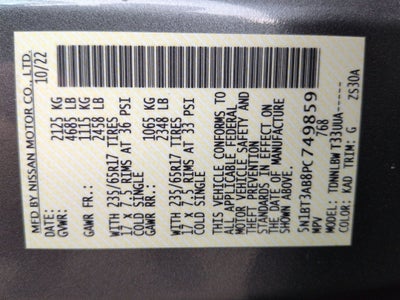 MFD BY NISSAN MOTOR CO., LTD.
DATE: 10/22
GVWR: 2125 KG
4685 LB
GAWR FR.: 1115 KG
2458 LB
WITH 235/65R17 TIRES
17 X 7.5 RIMS AT 36 PSI
COLD SINGLE
GAWR RR.: 1065 KG
2348 LB
WITH 235/65R17 TIRES
17 X 7.5 RIMS AT 33 PSI
COLD SINGLE
THIS VEHICLE CONFORMS TO
ALL APPLICABLE FEDERAL
MOTOR VEHICLE SAFETY AND
THEFT PREVENTION
STANDARDS IN EFFECT ON
THE DATE OF MANUFACTURE
SHOWN ABOVE.
5N1BT3AB8PC749859
MPV 768
MODEL: TDWNLBWT33UUA-----
COLOR: KAD TRIM: G ZS30A